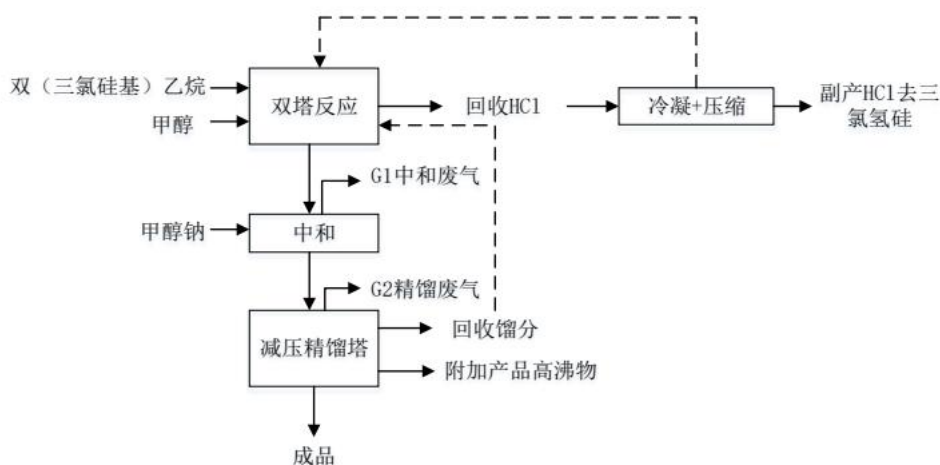 双（三氯硅基）乙烷
甲醇
双塔反应
回收HCl
冷凝+压缩
副产HCl去三
氯氢硅
G1中和废气
甲醇钠
中和
G2精馏废气
减压精馏塔
回收馏分
附加产品高沸物
成品